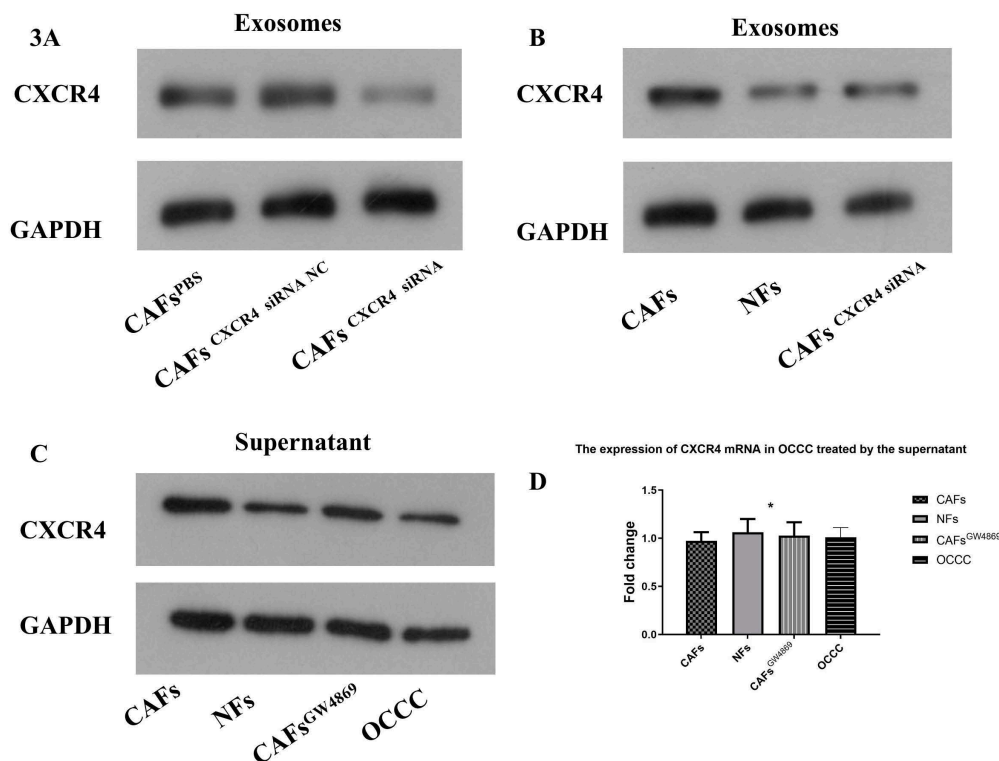 3A
Exosomes
CXCR4
GAPDH
CAFsPBS
CAFs CXCR4 siRNA NC
CAFs CXCR4 siRNA
B
Exosomes
CXCR4
GAPDH
CAFs
NFs
CAFs CXCR4 siRNA
C
Supernatant
CXCR4
GAPDH
CAFs
NFs
CAFsGW4869
OCCC
D
The expression of CXCR4 mRNA in OCCC treated by the supernatant
Fold change
1.5
1.0
0.5
0.0
*
CAFs
NFs
CAFsGW4869
OCCC
CAFs
NFs
CAFsGW4869
OCCC